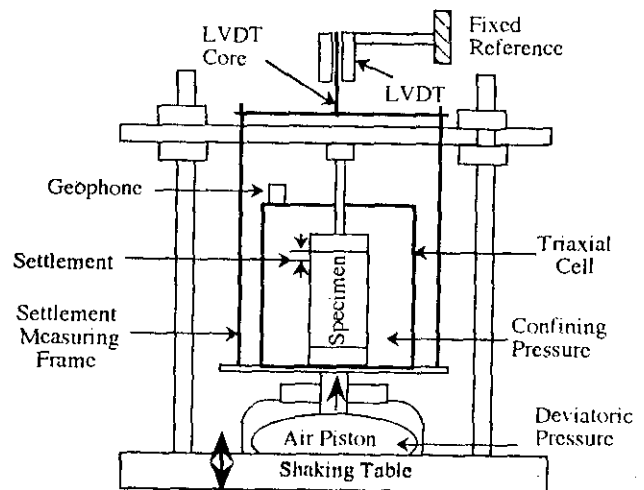 LVDT
Core
Fixed
Reference
LVDT
Geophone
Settlement
Triaxial
Cell
Specimen
Settlement
Measuring
Frame
Confining
Pressure
Deviatoric
Pressure
Air Piston
Shaking Table